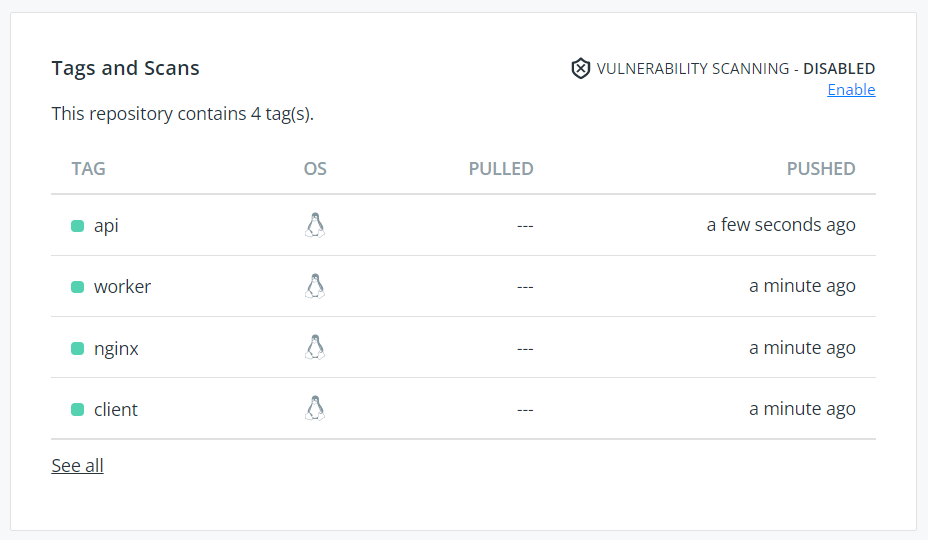 Tags and Scans
VULNERABILITY SCANNING - DISABLED
Enable
This repository contains 4 tag(s).
TAG OS PULLED PUSHED
api --- a few seconds ago
worker --- a minute ago
nginx --- a minute ago
client --- a minute ago
See all